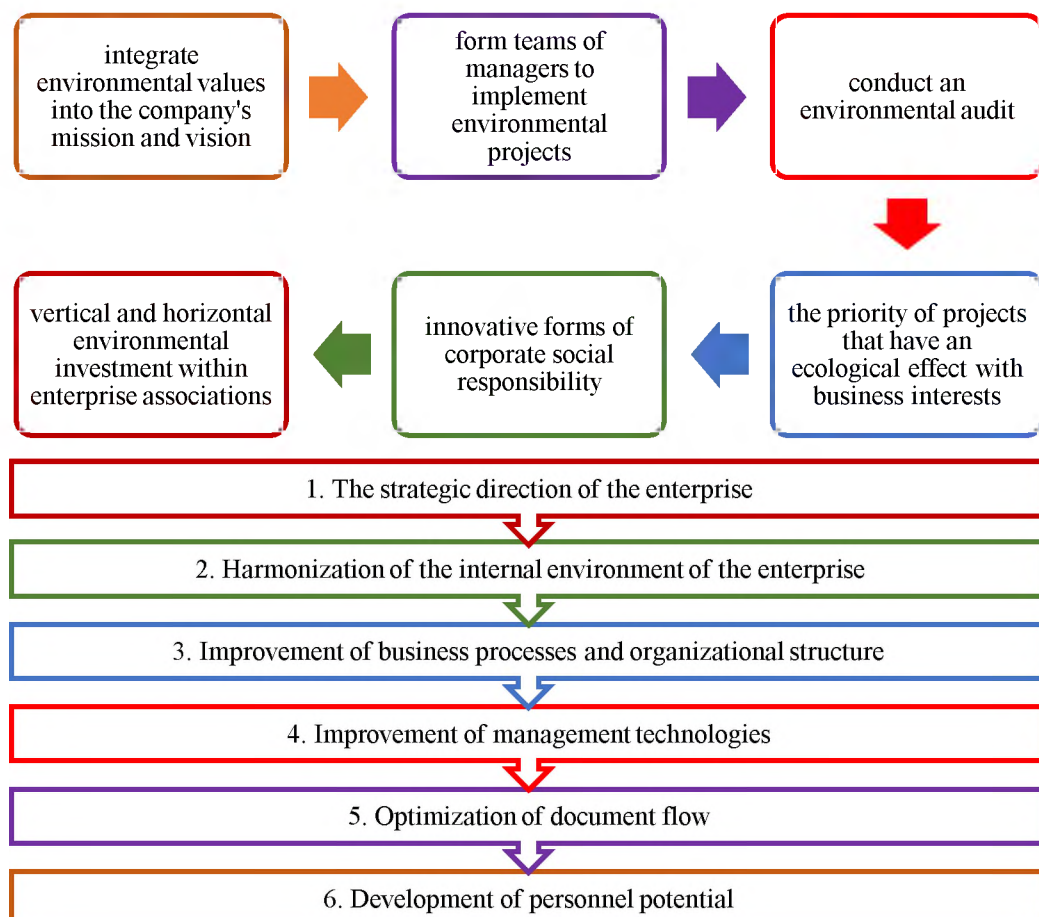 integrate
environmental values
into the company's
mission and vision
form teams of
managers to
implement
environmental
projects
conduct an
environmental audit
the priority of projects
that have an
ecological effect with
business interests
innovative forms of
corporate social
responsibility
vertical and horizontal
environmental
investment within
enterprise associations
1. The strategic direction of the enterprise
2. Harmonization of the internal environment of the enterprise
3. Improvement of business processes and organizational structure
4. Improvement of management technologies
5. Optimization of document flow
6. Development of personnel potential